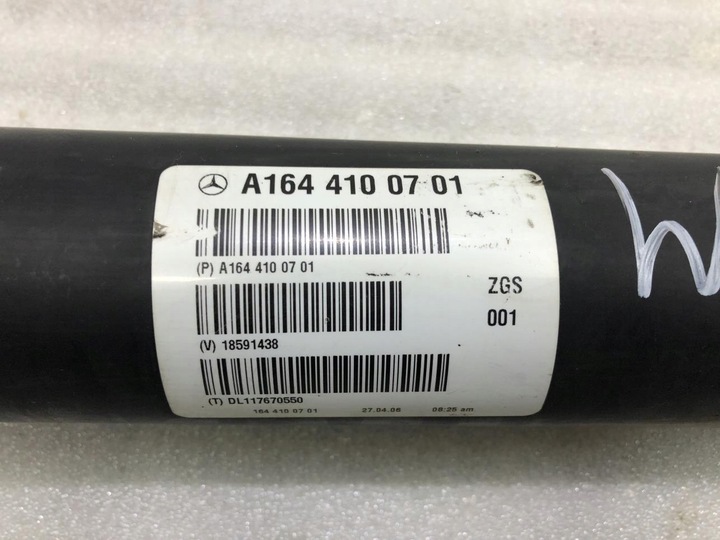 A164 410 07 01
(P) A164 410 07 01
ZGS
001
(V) 18591438
(T) DL117670550
164 410 07 01 27.04.06 08:25 am
W